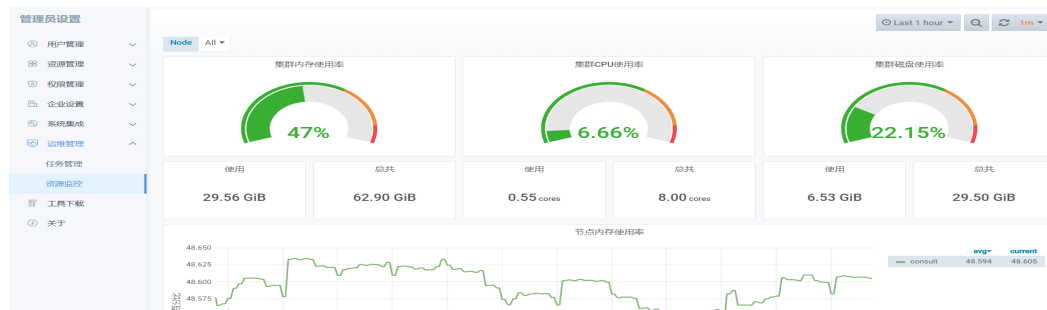 管理员设置
Last 1 hour 1m
用户管理
Node All
资源管理
集群内存使用率 集群CPU使用率 集群磁盘使用率
权限管理
企业设置
系统集成
47% 6.66% 22.15%
运维管理
任务管理
使用 总共 使用 总共 使用 总共
资源监控
29.56 GiB 62.90 GiB 0.55 cores 8.00 cores 6.53 GiB 29.50 GiB
工具下载
关于
节点内存使用率
48.650
avg current
consult 48.594 48.605
48.625
48.600
48.575
百分比